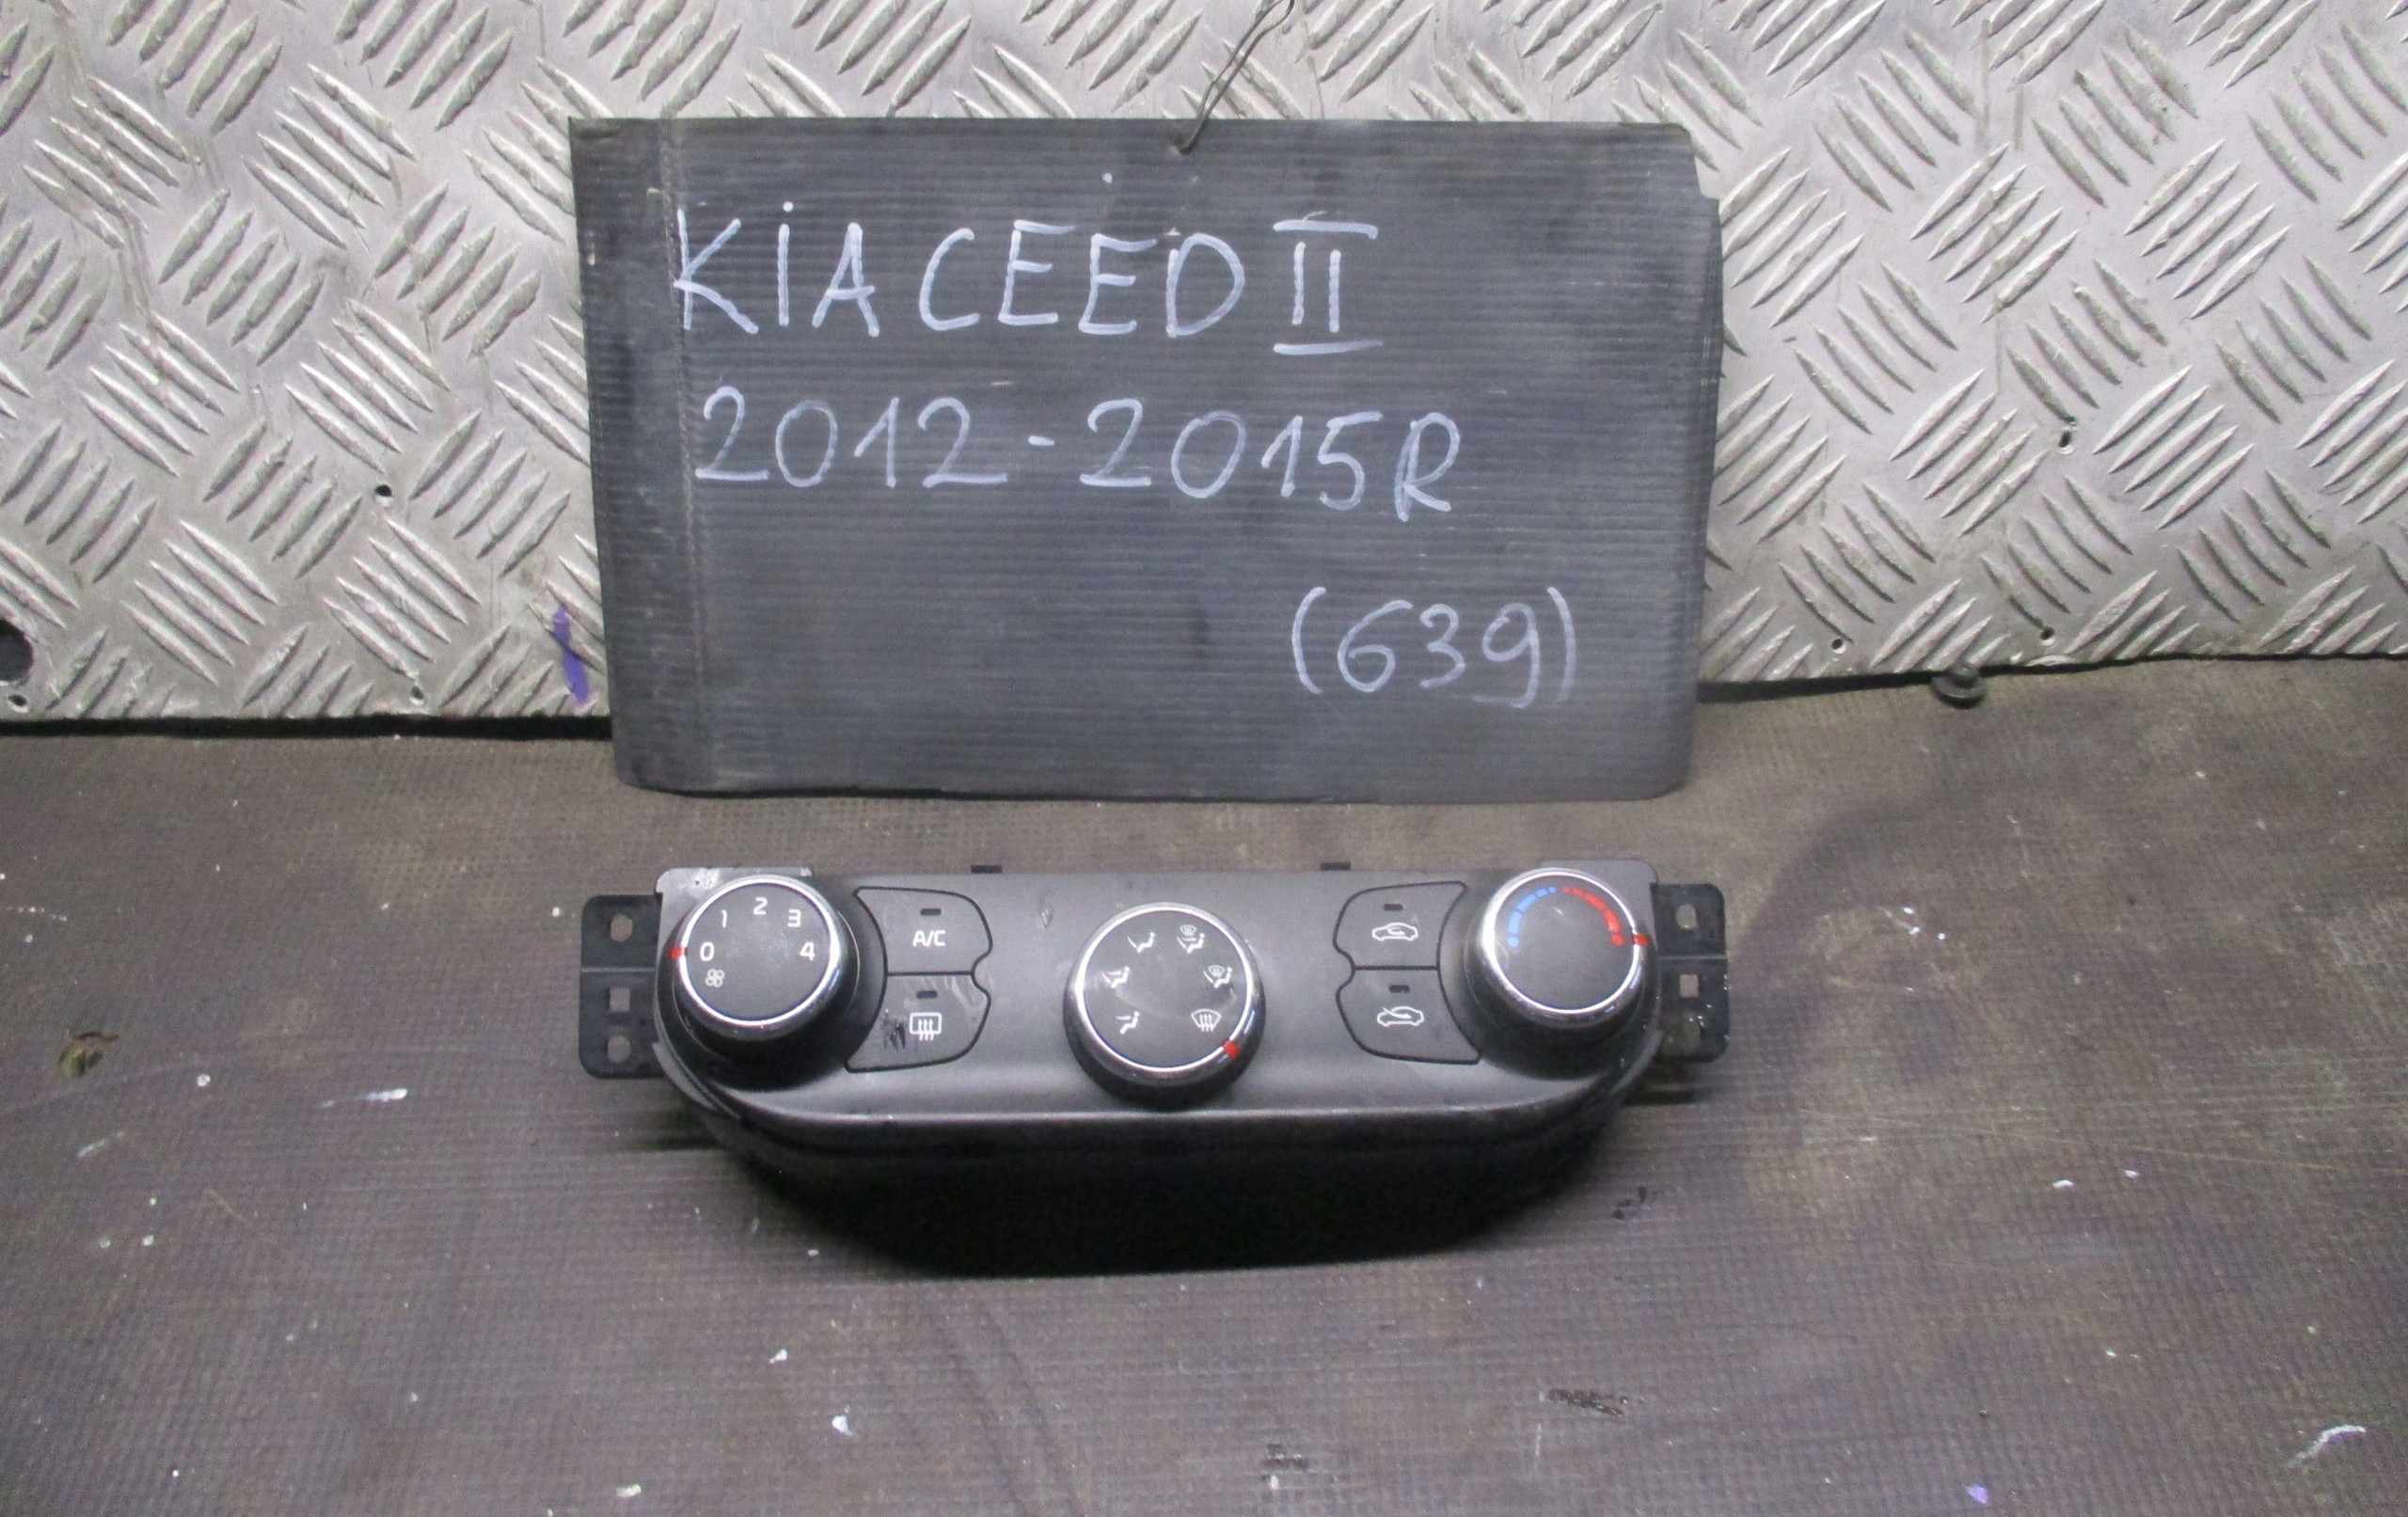 KiA CEED II
2012-2015R
(639)
0 1 2 3 4
A/C